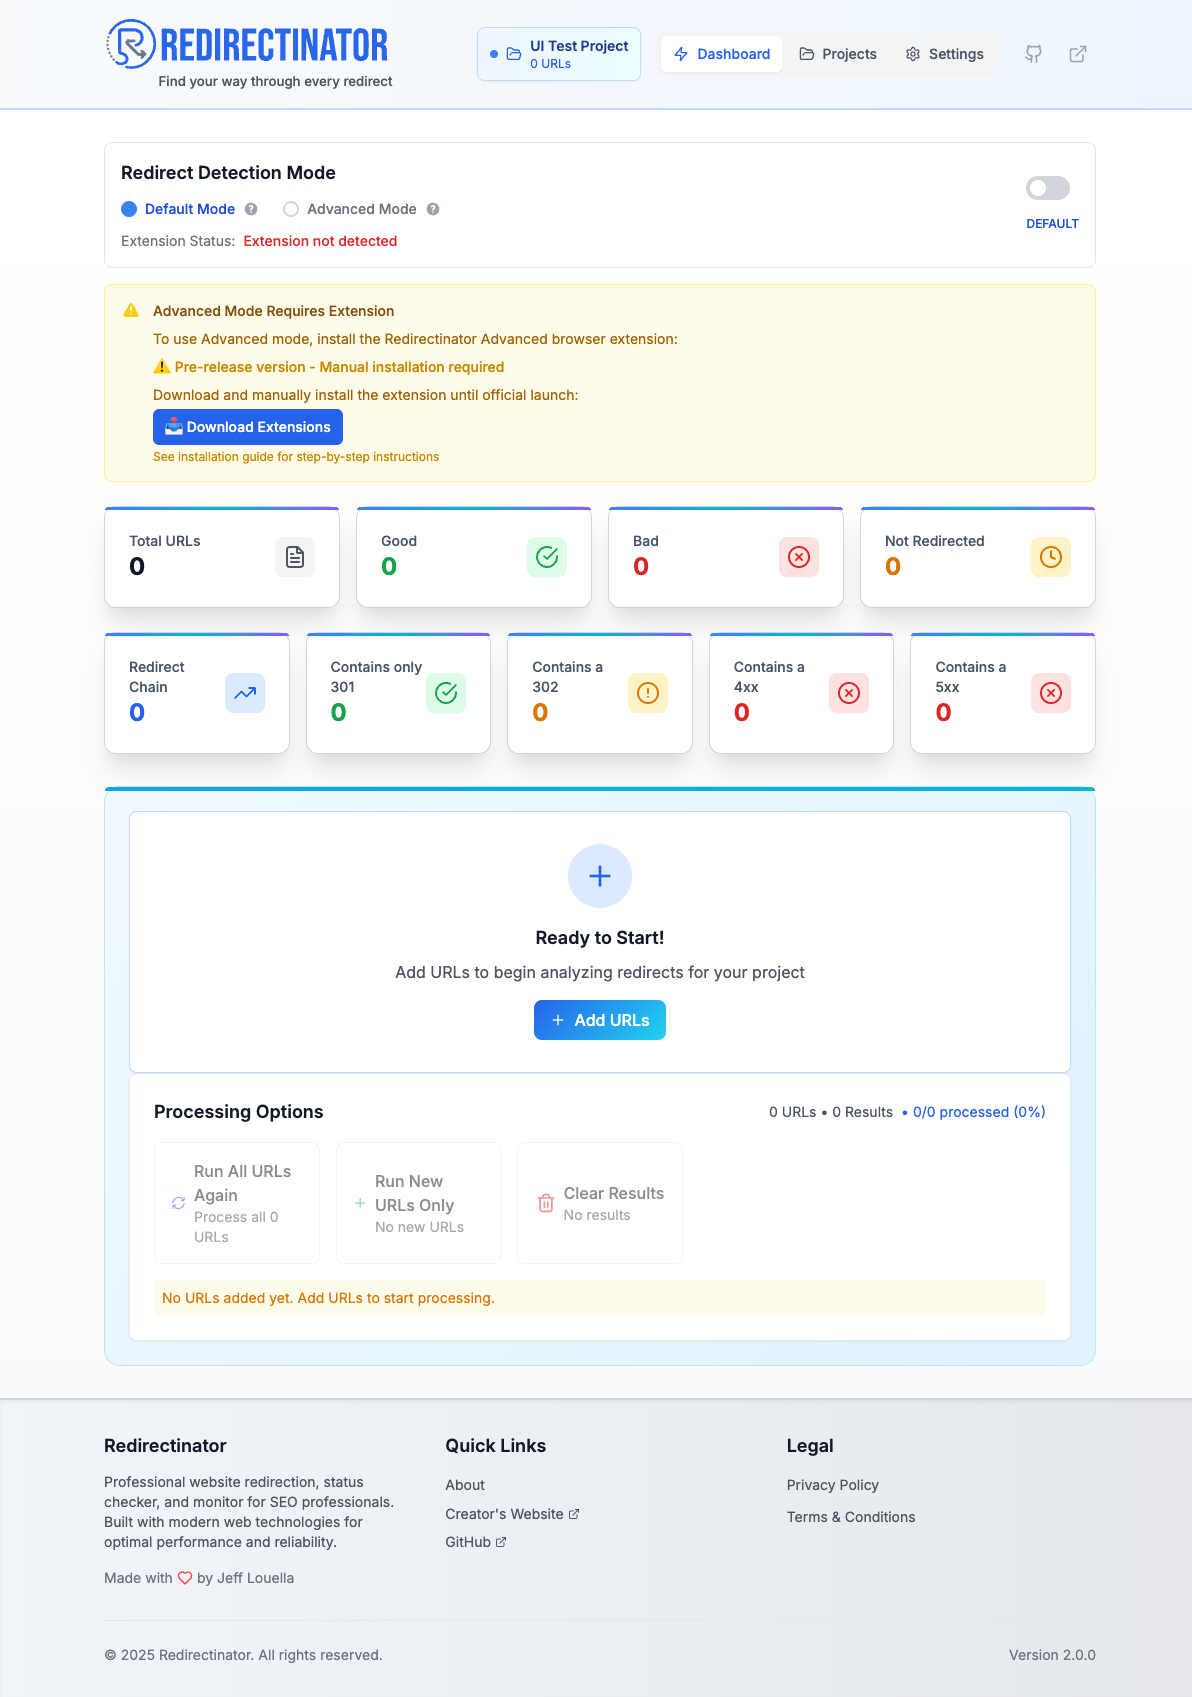 REDIRECTINATOR
Find your way through every redirect
UI Test Project
0 URLs
Dashboard
Projects
Settings
Redirect Detection Mode
Default Mode
Advanced Mode
DEFAULT
Extension Status: Extension not detected
Advanced Mode Requires Extension
To use Advanced mode, install the Redirectinator Advanced browser extension:
⚠️ Pre-release version - Manual installation required
Download and manually install the extension until official launch:
📥 Download Extensions
See installation guide for step-by-step instructions
Total URLs
0
Good
0
Bad
0
Not Redirected
0
Redirect
Chain
0
Contains only
301
0
Contains a
302
0
Contains a
4xx
0
Contains a
5xx
0
Ready to Start!
Add URLs to begin analyzing redirects for your project
Add URLs
Processing Options
0 URLs • 0 Results • 0/0 processed (0%)
Run All URLs
Again
Process all 0
URLs
Run New
URLs Only
No new URLs
Clear Results
No results
No URLs added yet. Add URLs to start processing.
Redirectinator
Professional website redirection, status
checker, and monitor for SEO professionals.
Built with modern web technologies for
optimal performance and reliability.
Made with ♡ by Jeff Louella
Quick Links
About
Creator's Website
GitHub
Legal
Privacy Policy
Terms & Conditions
© 2025 Redirectinator. All rights reserved.
Version 2.0.0